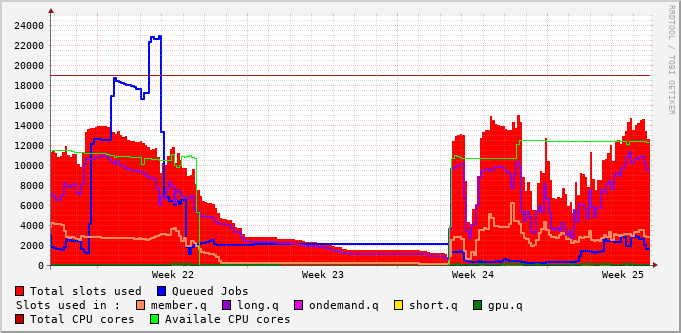 24000
22000
20000
18000
16000
14000
12000
10000
8000
6000
4000
2000
0
Week 22 Week 23 Week 24 Week 25
RRDTOOL / TOBI OETIKER
Total slots used Queued Jobs
Slots used in : member.q long.q ondemand.q short.q gpu.q
Total CPU cores Availale CPU cores